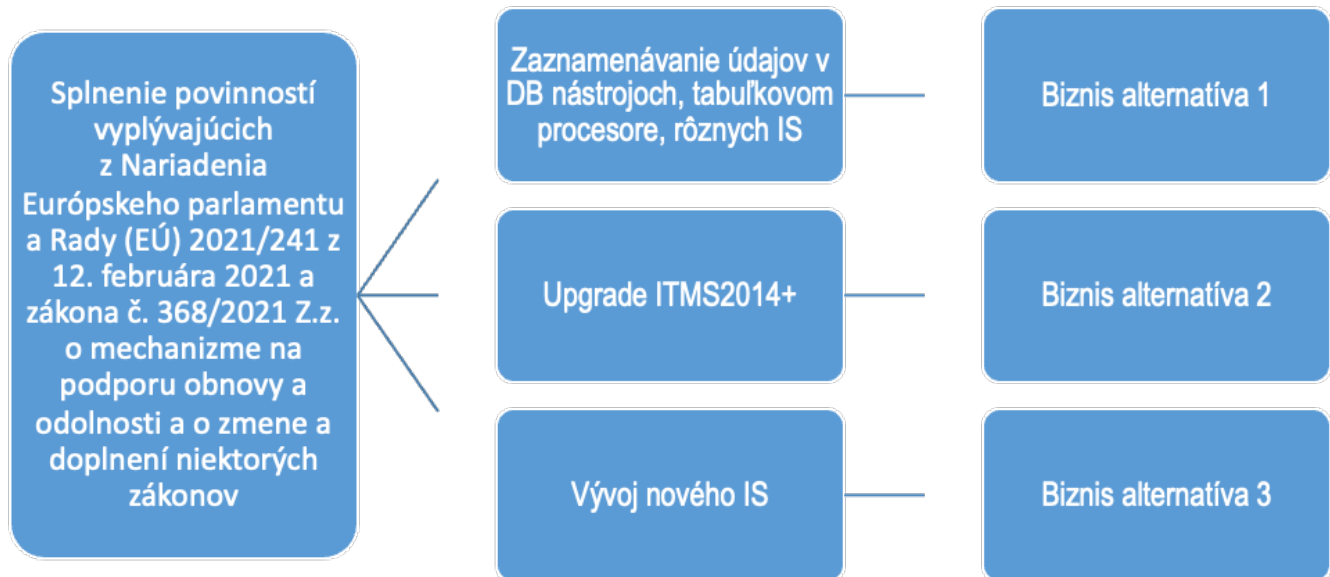 Splnenie povinností
vyplývajúcich
z Nariadenia
Európskeho parlamentu
a Rady (EÚ) 2021/241 z
12. februára 2021 a
zákona č. 368/2021 Z.z.
o mechanizme na
podporu obnovy a
odolnosti a o zmene a
doplnení niektorých
zákonov
Zaznamenávanie údajov v
DB nástrojoch, tabuľkovom
procesore, rôznych IS
Biznis alternatíva 1
Upgrade ITMS2014+
Biznis alternatíva 2
Vývoj nového IS
Biznis alternatíva 3